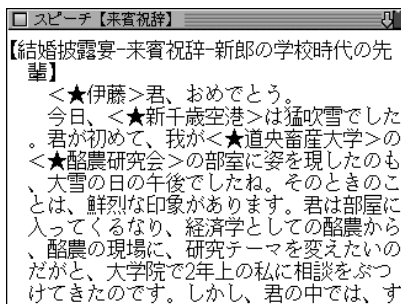 スピーチ【来賓祝辞】
【結婚披露宴−来賓祝辞−新郎の学校時代の先
輩】
＜★伊藤＞君、おめでとう。
今日、＜★新千歳空港＞は猛吹雪でした
。君が初めて、我が＜★道央畜産大学＞の
＜★酪農研究会＞の部室に姿を現したのも
、大雪の日の午後でしたね。そのときのこ
とは、鮮烈な印象があります。君は部屋に
入ってくるなり、経済学としての酪農から
、酪農の現場に、研究テーマを変えたいの
だがと、大学院で2年上の私に相談をぶつ
けてきたのです。しかし、君の中では、す